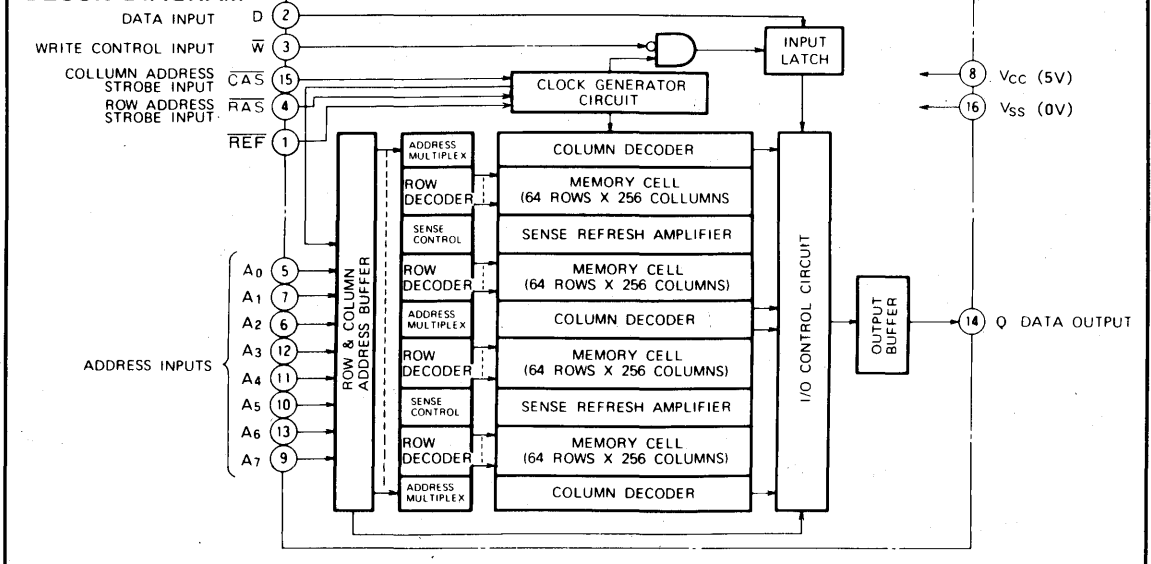 DATA INPUT D 2
WRITE CONTROL INPUT W 3
COLLUMN ADDRESS
STROBE INPUT CAS 15
ROW ADDRESS
STROBE INPUT RAS 4
REF 1
INPUT
LATCH
CLOCK GENERATOR
CIRCUIT
8 VCC (5V)
16 VSS (0V)
ADDRESS
MULTIPLEX
COLUMN DECODER
ROW
DECODER
MEMORY CELL
(64 ROWS X 256 COLLUMNS
SENSE
CONTROL
SENSE REFRESH AMPLIFIER
ROW
DECODER
MEMORY CELL
(64 ROWS X 256 COLUMNS)
ADDRESS
MULTIPLEX
COLUMN DECODER
ROW
DECODER
MEMORY CELL
(64 ROWS X 256 COLUMNS)
SENSE
CONTROL
SENSE REFRESH AMPLIFIER
ROW
DECODER
MEMORY CELL
(64 ROWS X 256 COLUMNS)
ADDRESS
MULTIPLEX
COLUMN DECODER
ADDRESS INPUTS
A0 5
A1 7
A2 6
A3 12
A4 11
A5 10
A6 13
A7 9
ROW & COLUMN
ADDRESS BUFFER
I/O CONTROL CIRCUIT
OUTPUT
BUFFER
14 Q DATA OUTPUT